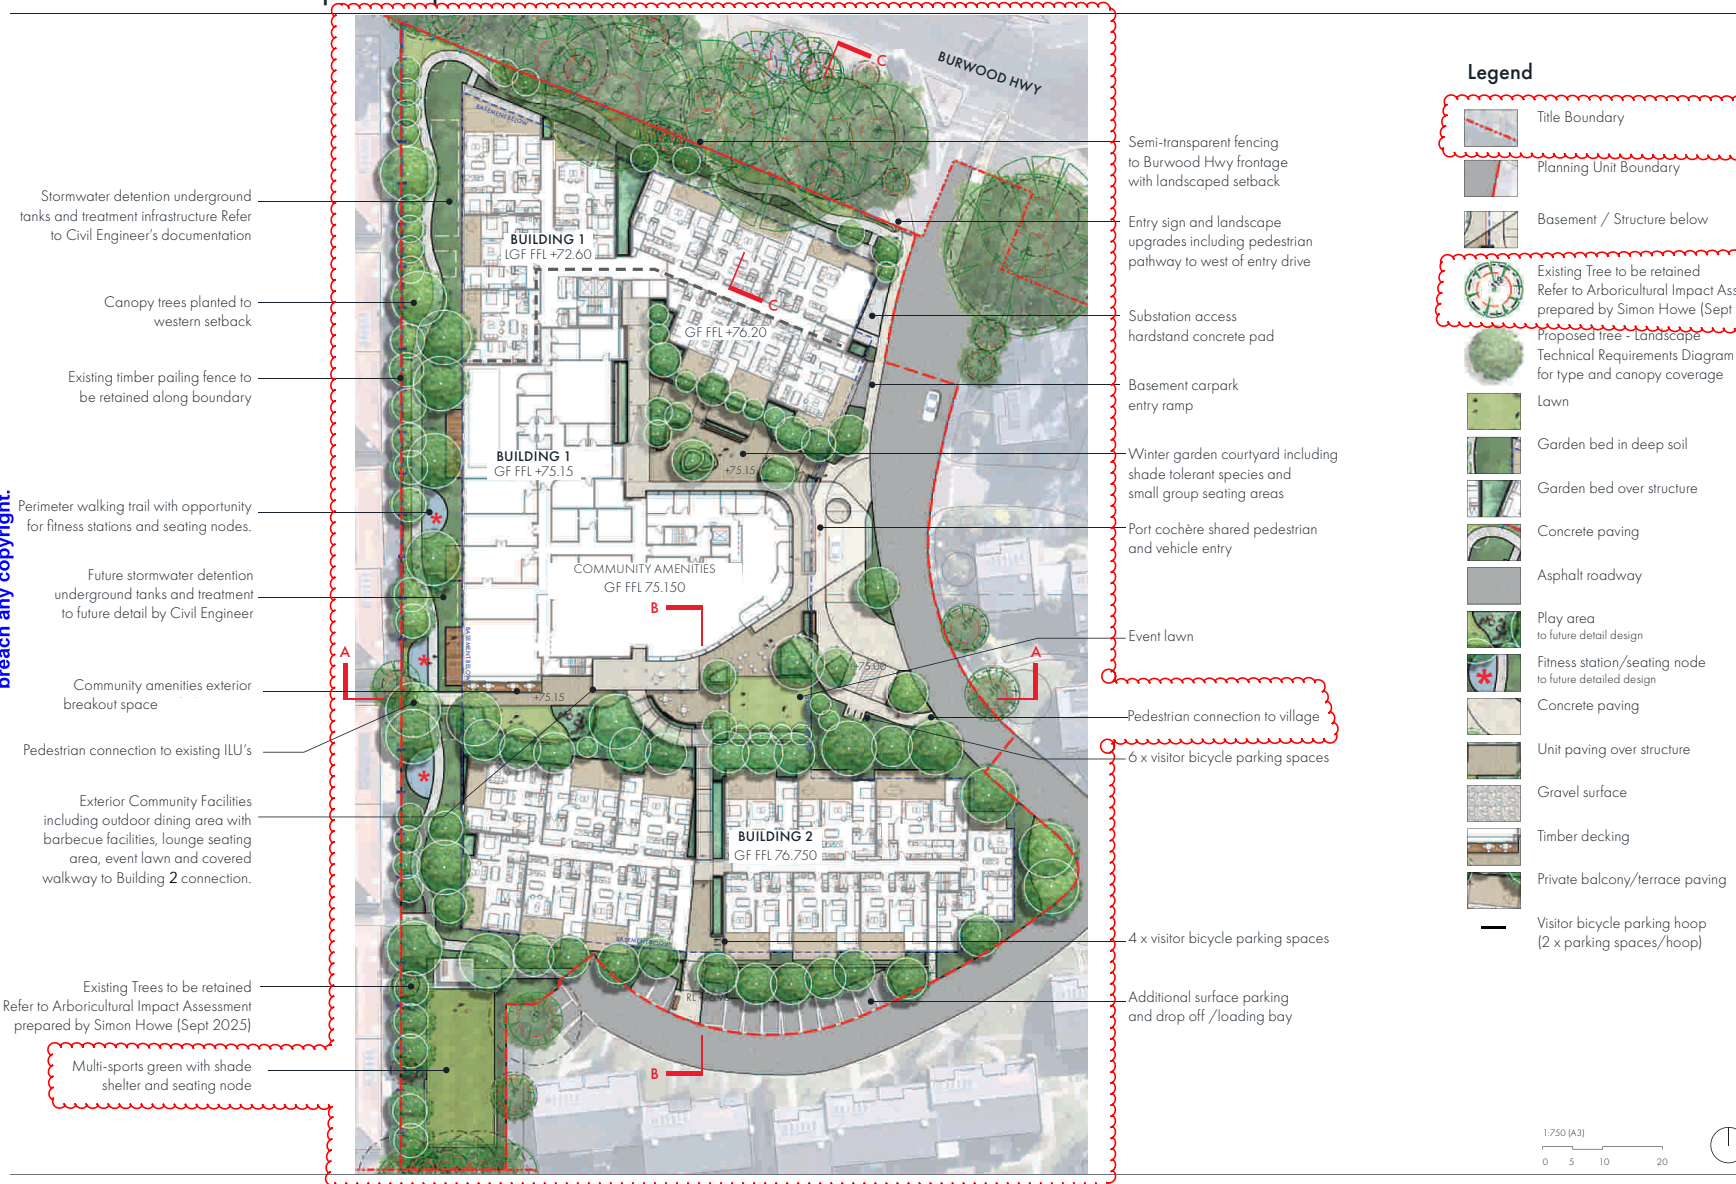 breach any copyright.
Stormwater detention underground
tanks and treatment infrastructure Refer
to Civil Engineer's documentation
Canopy trees planted to
western setback
Existing timber pailing fence to
be retained along boundary
Perimeter walking trail with opportunity
for fitness stations and seating nodes.
Future stormwater detention
underground tanks and treatment
to future detail by Civil Engineer
Community amenities exterior
breakout space
Pedestrian connection to existing ILU's
Exterior Community Facilities
including outdoor dining area with
barbecue facilities, lounge seating
area, event lawn and covered
walkway to Building 2 connection.
Existing Trees to be retained
Refer to Arboricultural Impact Assessment
prepared by Simon Howe (Sept 2025)
Multi-sports green with shade
shelter and seating node
BURWOOD HWY
C
BASEMENT BELOW
BUILDING 1
LGF FFL +72.60
C
GF FFL +76.20
BUILDING 1
GF FFL +75.15
+75.15
COMMUNITY AMENITIES
GF FFL 75.150
B
BASEMENT BELOW
A
A
+75.00
+75.15
BUILDING 2
GF FFL 76.750
BASEMENT BELOW
B
Semi-transparent fencing
to Burwood Hwy frontage
with landscaped setback
Entry sign and landscape
upgrades including pedestrian
pathway to west of entry drive
Substation access
hardstand concrete pad
Basement carpark
entry ramp
Winter garden courtyard including
shade tolerant species and
small group seating areas
Port cochère shared pedestrian
and vehicle entry
Event lawn
Pedestrian connection to village
6 x visitor bicycle parking spaces
4 x visitor bicycle parking spaces
Additional surface parking
and drop off /loading bay
Legend
Title Boundary
Planning Unit Boundary
Basement / Structure below
Existing Tree to be retained
Refer to Arboricultural Impact Ass
prepared by Simon Howe (Sept
Proposed tree - Landscape
Technical Requirements Diagram
for type and canopy coverage
Lawn
Garden bed in deep soil
Garden bed over structure
Concrete paving
Asphalt roadway
Play area
to future detail design
Fitness station/seating node
to future detailed design
Concrete paving
Unit paving over structure
Gravel surface
Timber decking
Private balcony/terrace paving
Visitor bicycle parking hoop
(2 x parking spaces/hoop)
1:750 (A3)
0 5 10 20